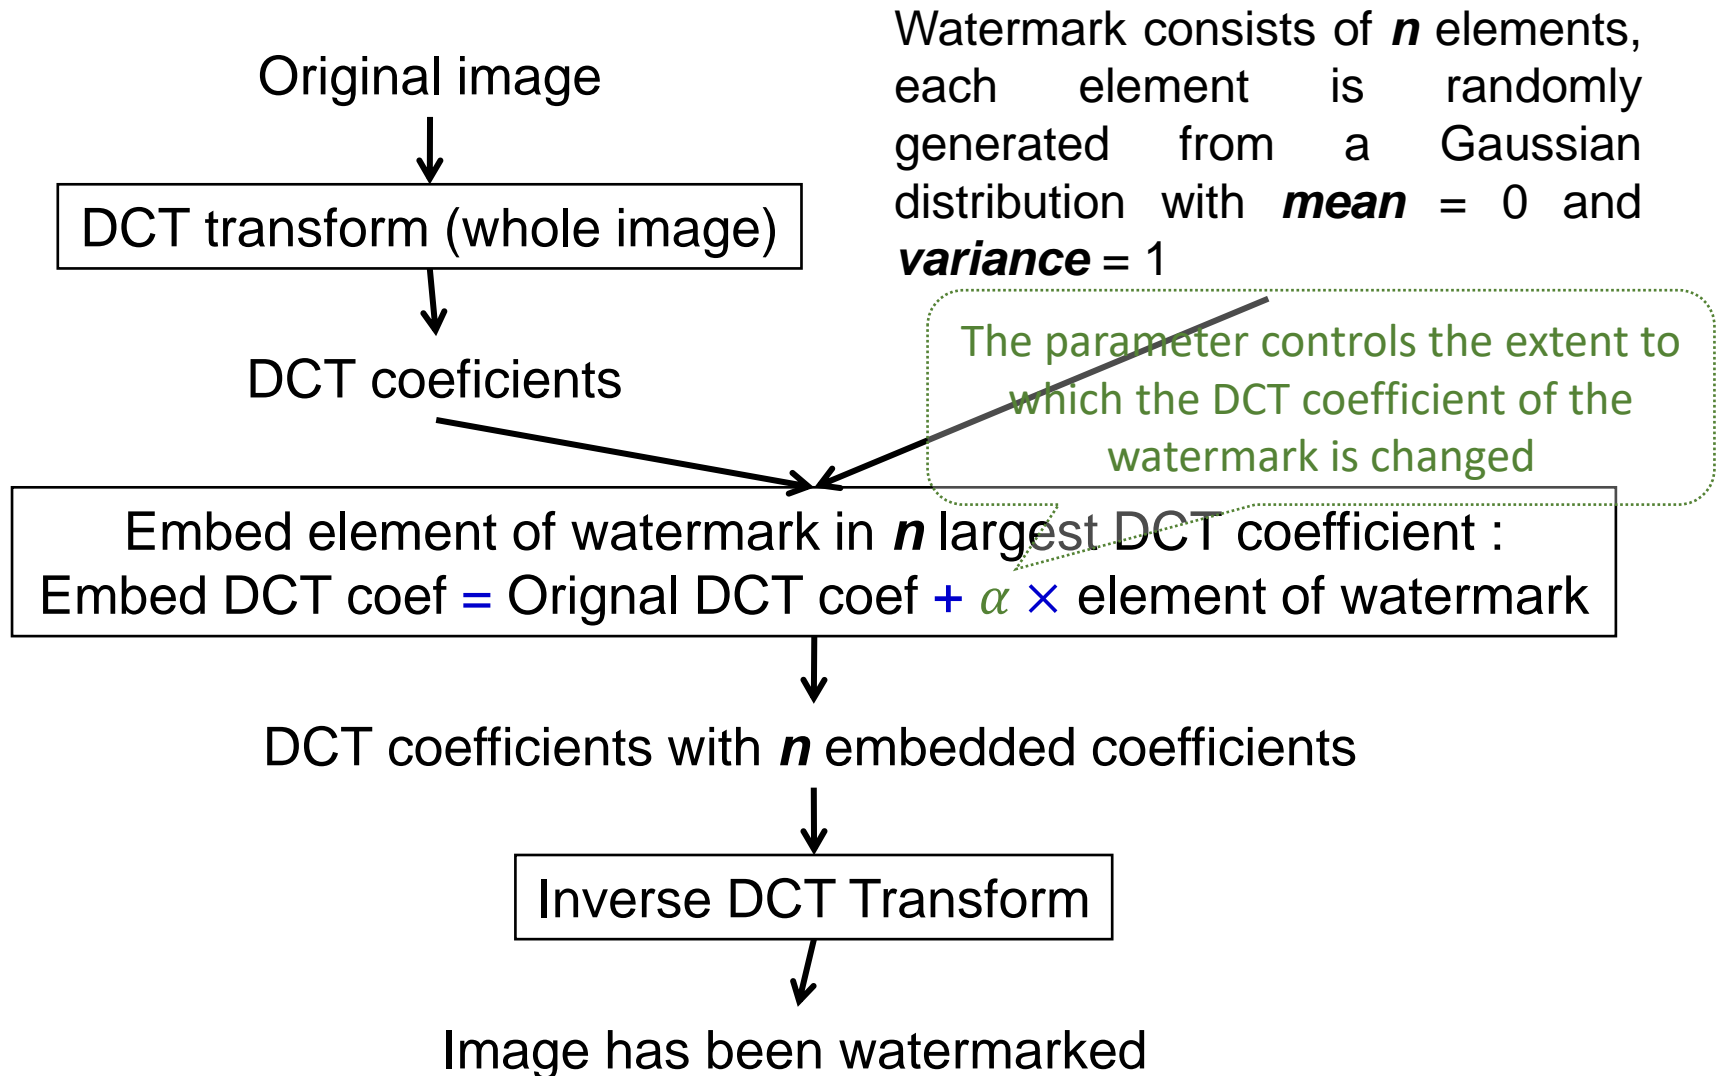 Original image
DCT transform (whole image)
DCT coeficients
Watermark consists of n elements,
each element is randomly
generated from a Gaussian
distribution with mean = 0 and
variance = 1
The parameter controls the extent to
which the DCT coefficient of the
watermark is changed
Embed element of watermark in n largest DCT coefficient :
Embed DCT coef = Orignal DCT coef + α × element of watermark
DCT coefficients with n embedded coefficients
Inverse DCT Transform
Image has been watermarked